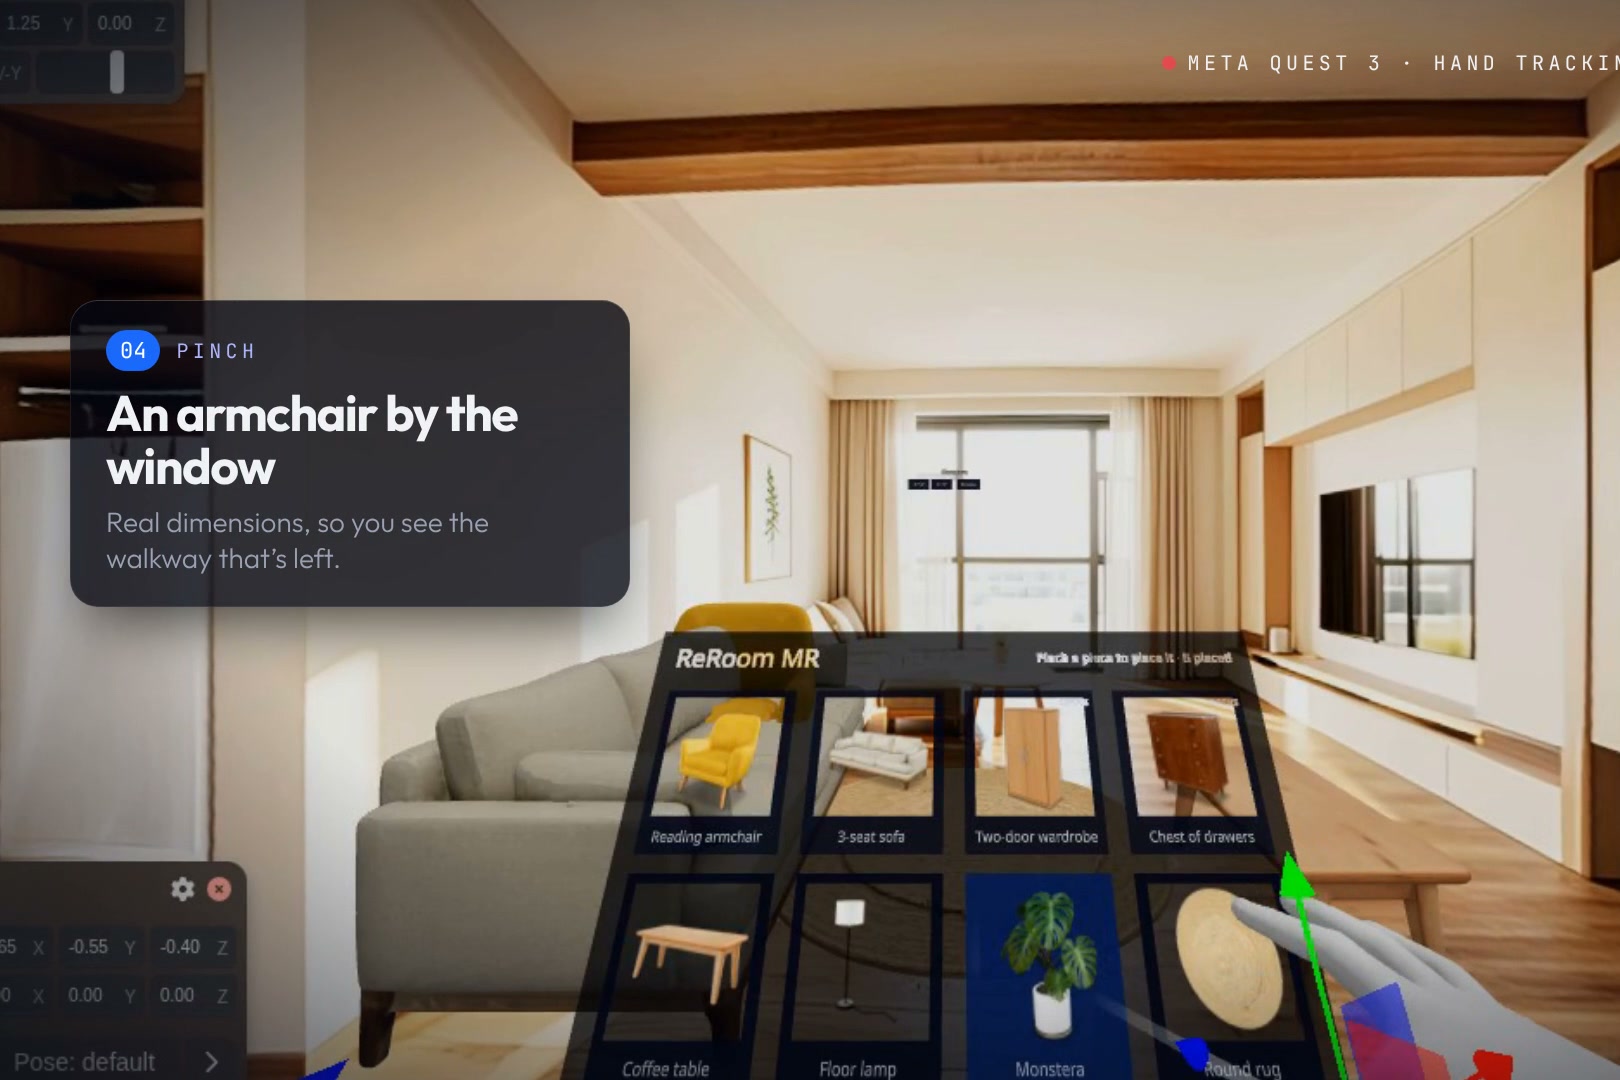 1.25 Y 0.00 Z
/-Y
META QUEST 3 · HAND TRACKIN
04 PINCH
An armchair by the
window
Real dimensions, so you see the
walkway that's left.
ReRoom MR
Reading armchair
3-seat sofa
Two-door wardrobe
Chest of drawers
Coffee table
Floor lamp
Monstera
Round rug
65 X -0.55 Y -0.40 Z
0 X 0.00 Y 0.00 Z
Pose: default